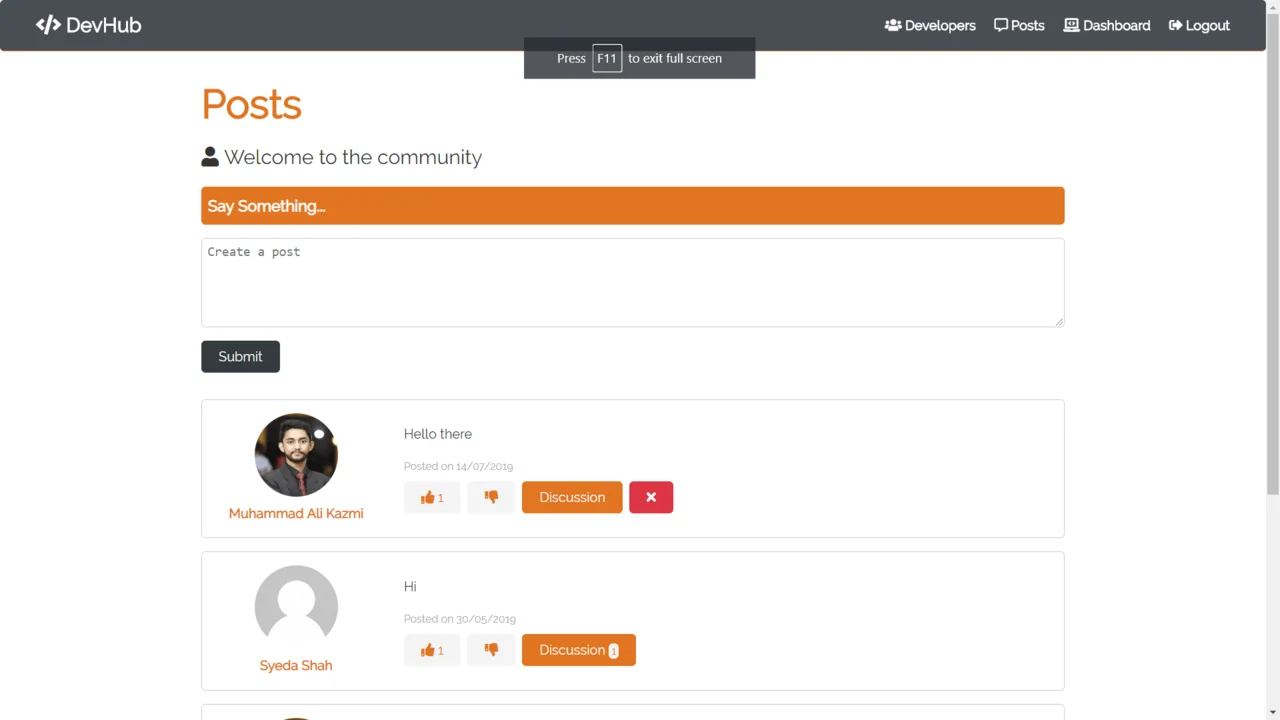 </> DevHub
Developers Posts Dashboard Logout
Press F11 to exit full screen
Posts
Welcome to the community
Say Something...
Create a post
Submit
Hello there
Posted on 14/07/2019
1 Discussion
Muhammad Ali Kazmi
Hi
Posted on 30/05/2019
1 Discussion 1
Syeda Shah